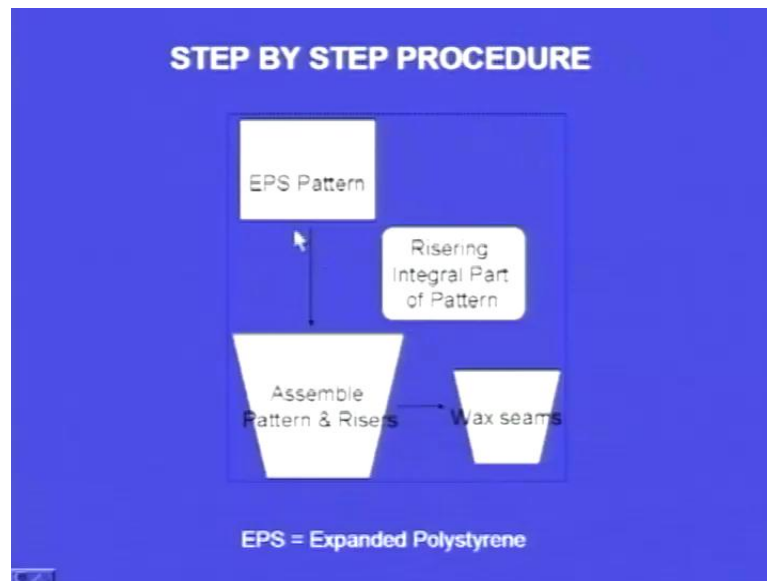 STEP BY STEP PROCEDURE
EPS Pattern
Risering
Integral Part
of Pattern
Assemble
Pattern & Risers
Wax seams
EPS = Expanded Polystyrene